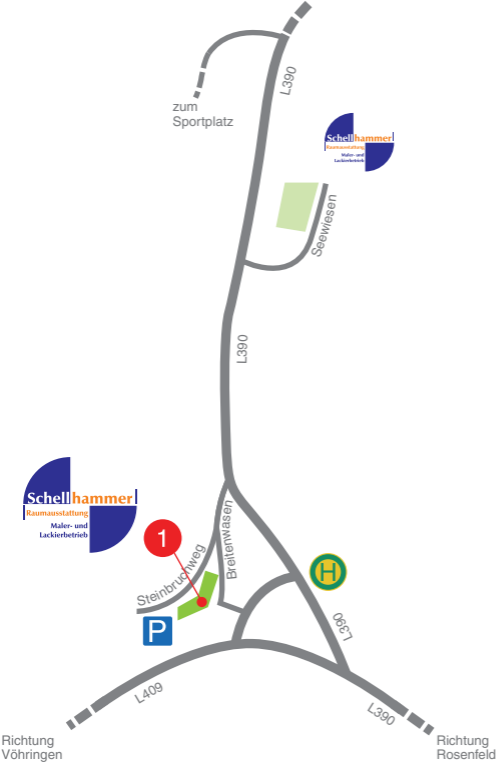 L390
zum
Sportplatz
Schellhammer
Raumausstattung
Maler- und
Lackierbetrieb
Seewiesen
L390
Schellhammer
Raumausstattung
Maler- und
Lackierbetrieb
1
Breitenwasen
Steinbruchweg
H
P
L390
L409
L390
Richtung
Vöhringen
Richtung
Rosenfeld